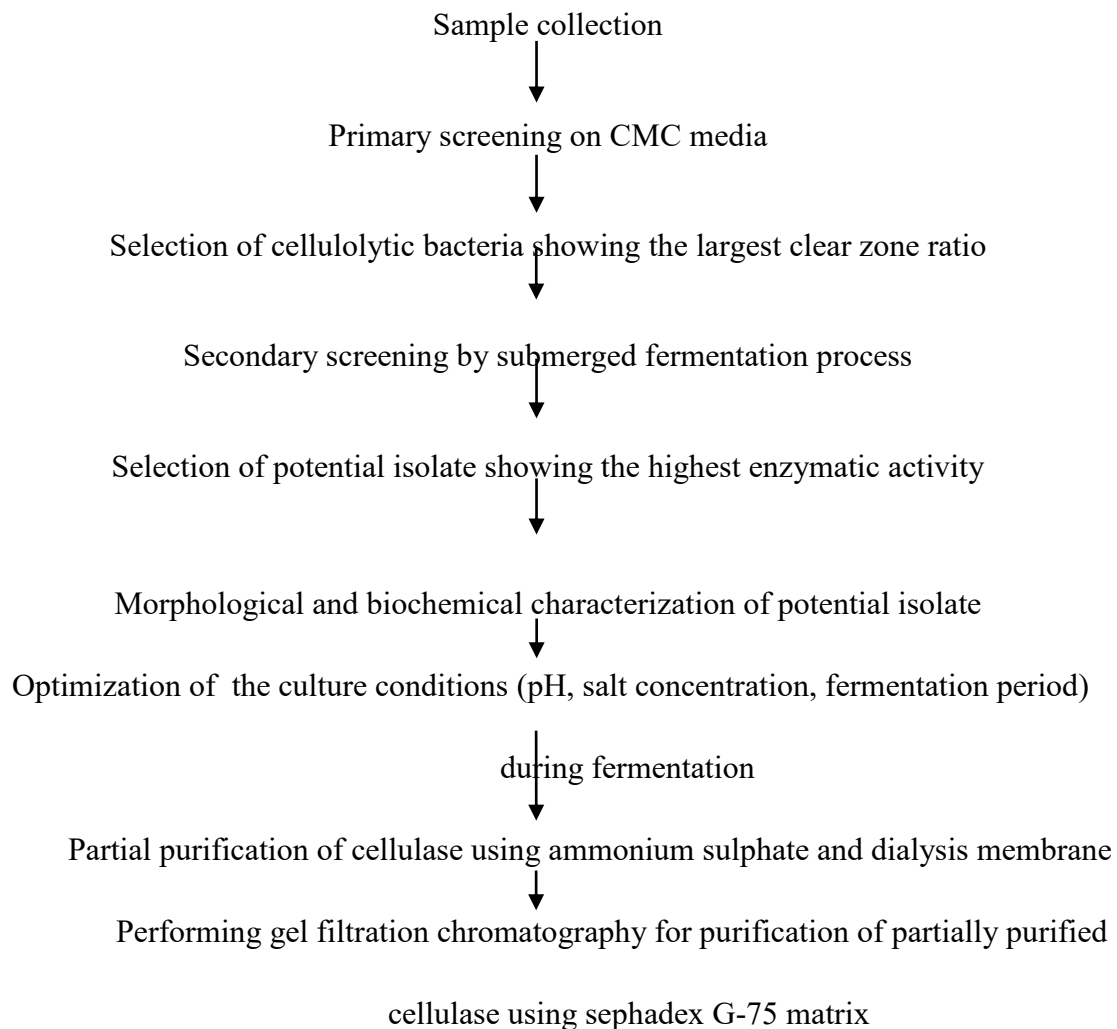 Sample collection
Primary screening on CMC media
Selection of cellulolytic bacteria showing the largest clear zone ratio
Secondary screening by submerged fermentation process
Selection of potential isolate showing the highest enzymatic activity
Morphological and biochemical characterization of potential isolate
Optimization of  the culture conditions (pH, salt concentration, fermentation period)
during fermentation
Partial purification of cellulase using ammonium sulphate and dialysis membrane
Performing gel filtration chromatography for purification of partially purified
cellulase using sephadex G-75 matrix